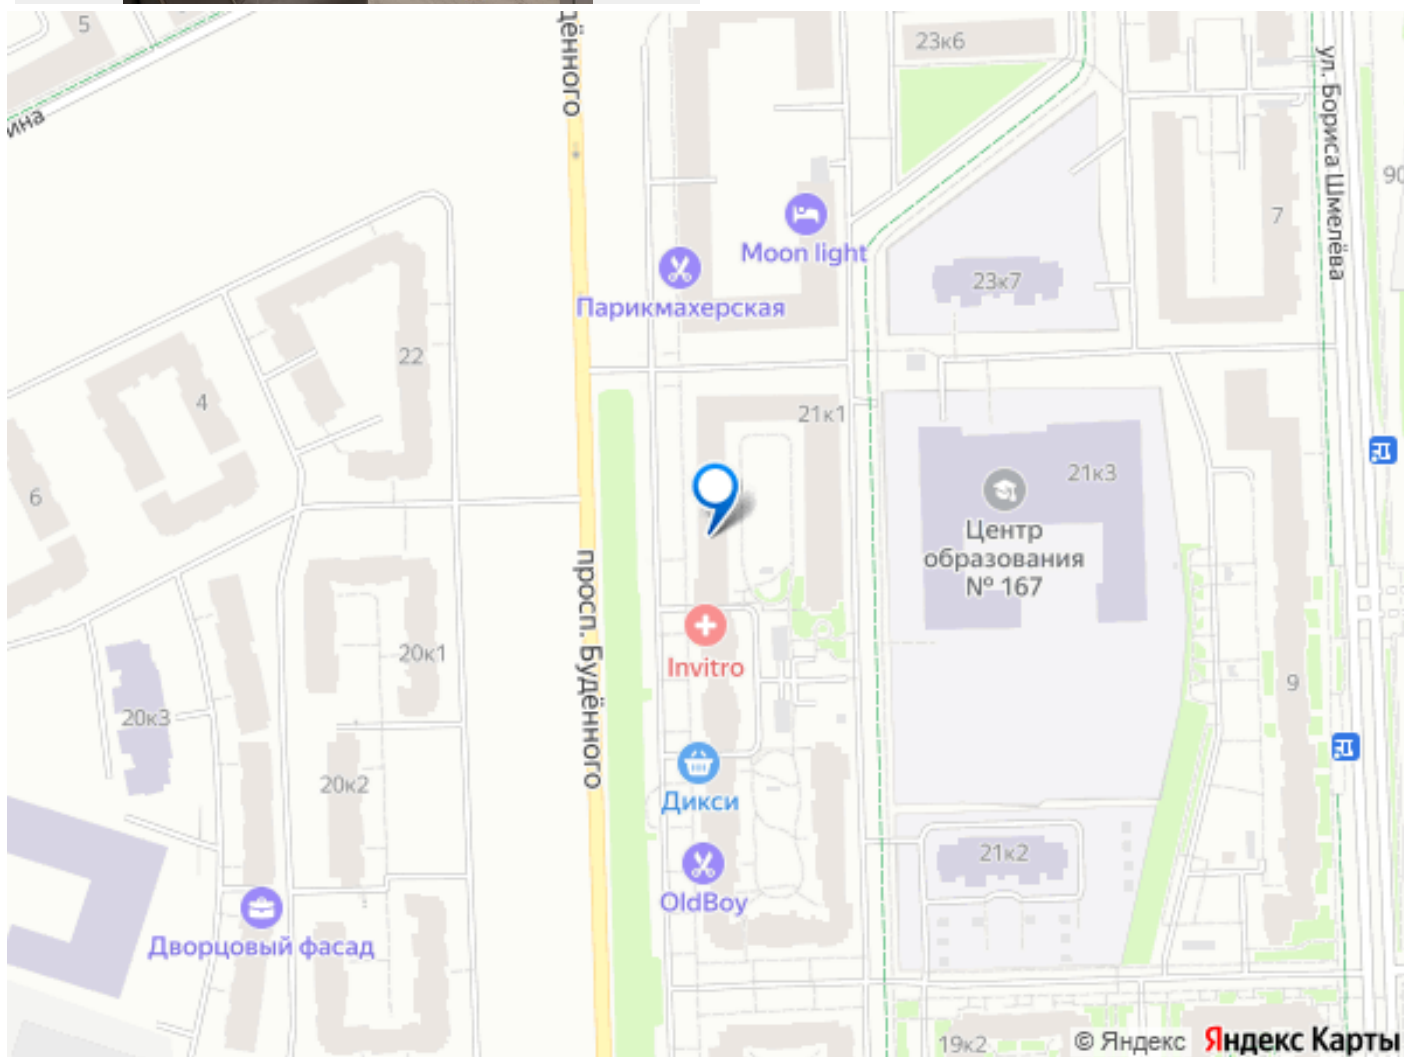 5
дённого
23к6
ул. Бориса Шмелёва
90
ина
7
Moon light
23к7
Парикмахерская
22
4
21к1
6
21к3
Центр
образования
№ 167
просп. Будённого
Invitro
20к1
9
20к3
20к2
Дикси
21к2
OldBoy
Дворцовый фасад
19к2
© Яндекс Яндекс Карты